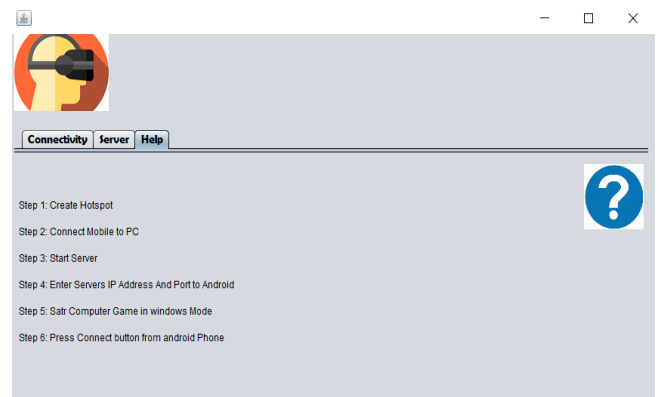 Connectivity Server Help
Step 1: Create Hotspot
Step 2: Connect Mobile to PC
Step 3: Start Server
Step 4: Enter Servers IP Address And Port to Android
Step 5: Satr Computer Game in windows Mode
Step 6: Press Connect button from android Phone
?